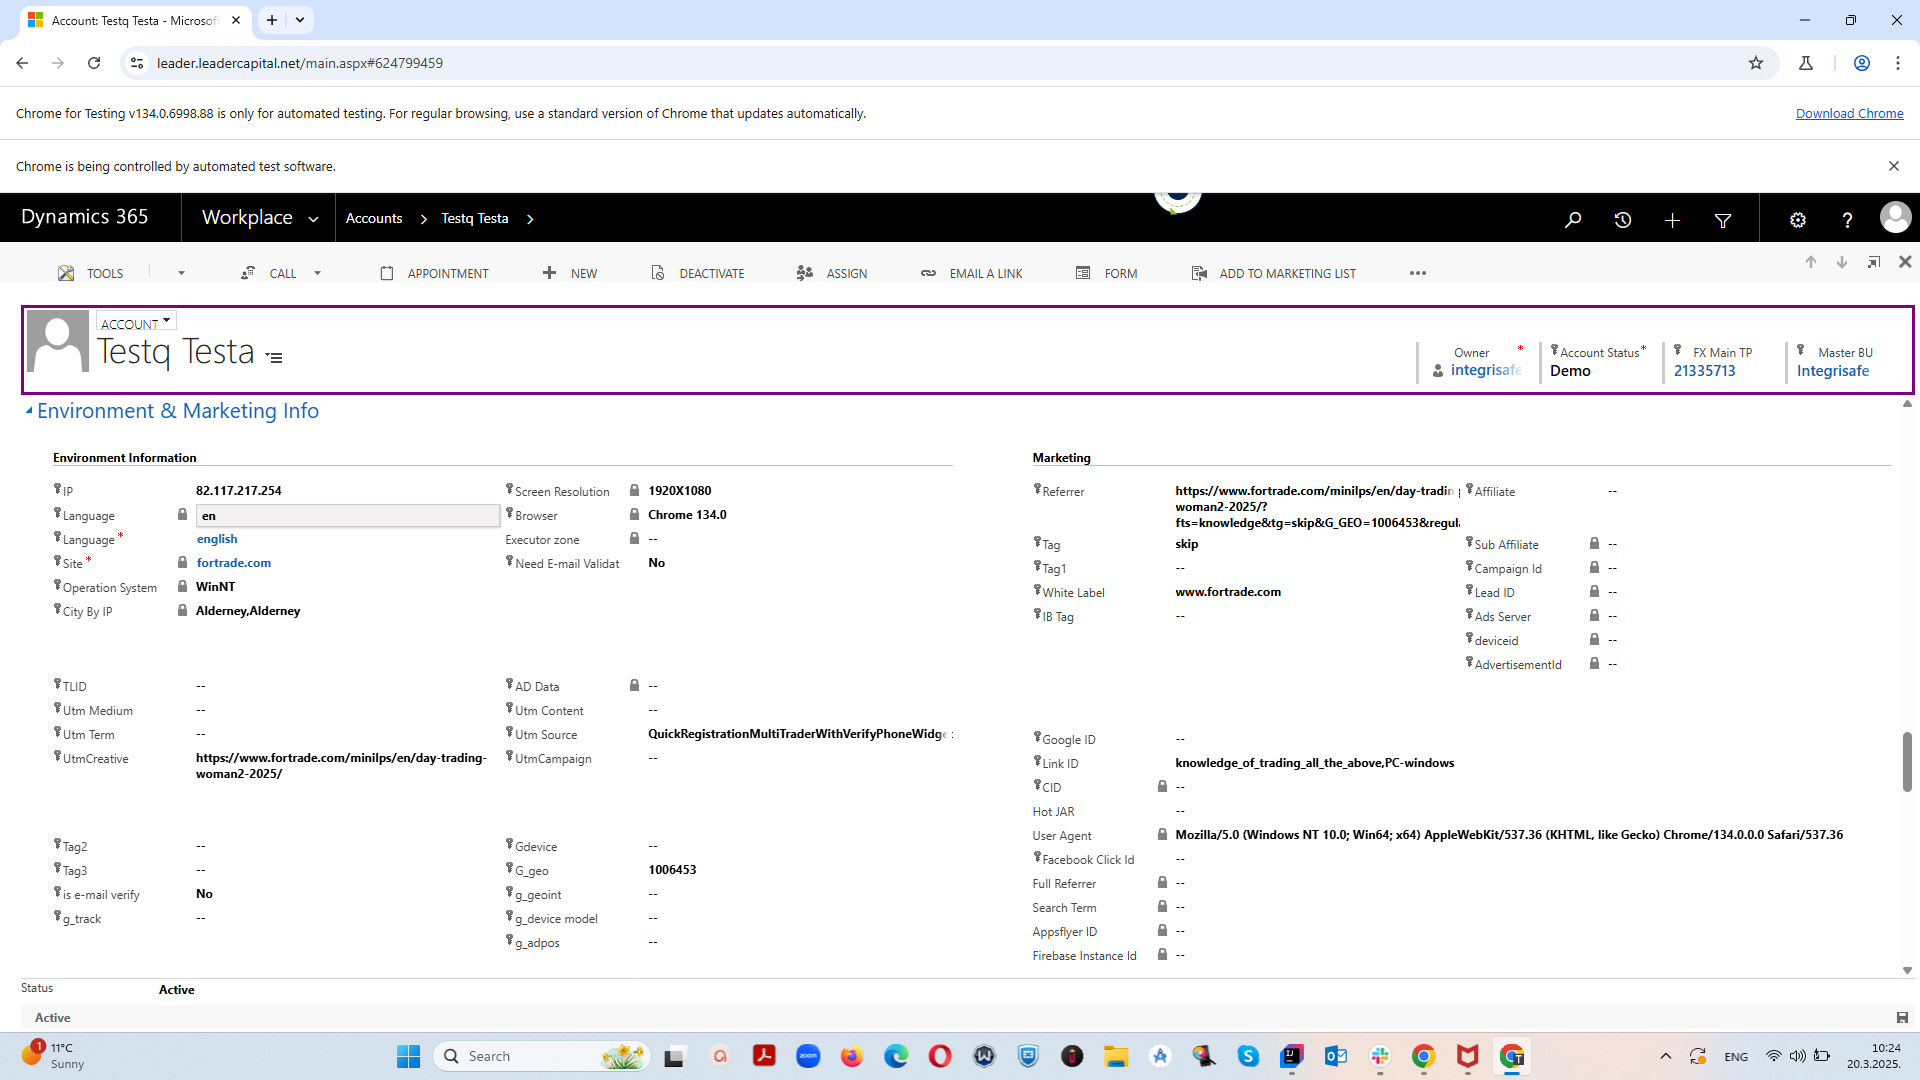 Account: Testq Testa - Microsof
leader.leadercapital.net/main.aspx#624799459
Chrome for Testing v134.0.6998.88 is only for automated testing. For regular browsing, use a standard version of Chrome that updates automatically.
Download Chrome
Chrome is being controlled by automated test software.
Dynamics 365
Workplace
Accounts
Testq Testa
TOOLS
CALL
APPOINTMENT
NEW
DEACTIVATE
ASSIGN
EMAIL A LINK
FORM
ADD TO MARKETING LIST
ACCOUNT
Testq Testa
Owner *
integrisafe
Account Status *
Demo
FX Main TP
21335713
Master BU
Integrisafe
Environment & Marketing Info
Environment Information
IP 82.117.217.254
Language en
Language * english
Site * fortrade.com
Operation System WinNT
City By IP Alderney,Alderney
Screen Resolution 1920X1080
Browser Chrome 134.0
Executor zone --
Need E-mail Validat No
TLID --
Utm Medium --
Utm Term --
UtmCreative https://www.fortrade.com/minilps/en/day-trading-
woman2-2025/
AD Data --
Utm Content --
Utm Source QuickRegistrationMultiTraderWithVerifyPhoneWidge
UtmCampaign --
Tag2 --
Tag3 --
is e-mail verify No
g_track --
Gdevice --
G_geo 1006453
g_geoint --
g_device model --
g_adpos --
Marketing
Referrer https://www.fortrade.com/minilps/en/day-tradin
woman2-2025/?
fts=knowledge&tg=skip&G_GEO=1006453&regul
Tag skip
Tag1 --
White Label www.fortrade.com
IB Tag --
Affiliate --
Sub Affiliate --
Campaign Id --
Lead ID --
Ads Server --
deviceid --
AdvertisementId --
Google ID --
Link ID knowledge_of_trading_all_the_above,PC-windows
CID --
Hot JAR --
User Agent Mozilla/5.0 (Windows NT 10.0; Win64; x64) AppleWebKit/537.36 (KHTML, like Gecko) Chrome/134.0.0.0 Safari/537.36
Facebook Click Id --
Full Referrer --
Search Term --
Appsflyer ID --
Firebase Instance Id --
Status Active
Active
1
11°C
Sunny
Search
zoom
ENG
10:24
20.3.2025.